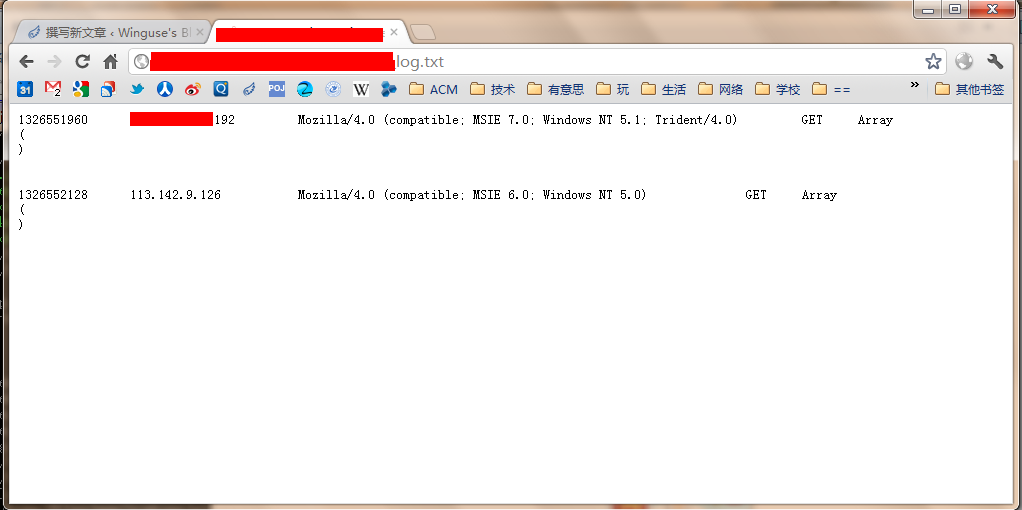 撰写新文章 ‹ Winguse's Bl
log.txt
31 2 POJ W ACM 技术 有意思 玩 生活 网络 学校 == » 其他书签
1326551960 192 Mozilla/4.0 (compatible; MSIE 7.0; Windows NT 5.1; Trident/4.0) GET Array
(
)
1326552128 113.142.9.126 Mozilla/4.0 (compatible; MSIE 6.0; Windows NT 5.0) GET Array
(
)